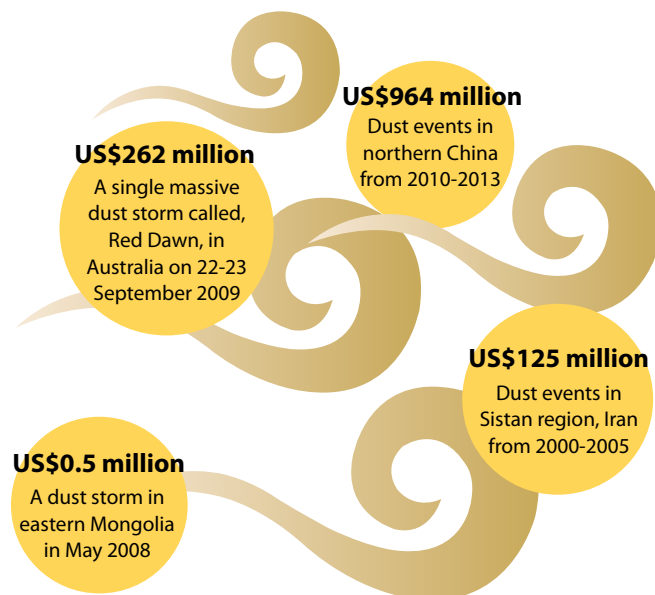 US$964 million
Dust events in
northern China
from 2010-2013
US$262 million
A single massive
dust storm called,
Red Dawn, in
Australia on 22-23
September 2009
US$125 million
Dust events in
Sistan region, Iran
from 2000-2005
US$0.5 million
A dust storm in
eastern Mongolia
in May 2008